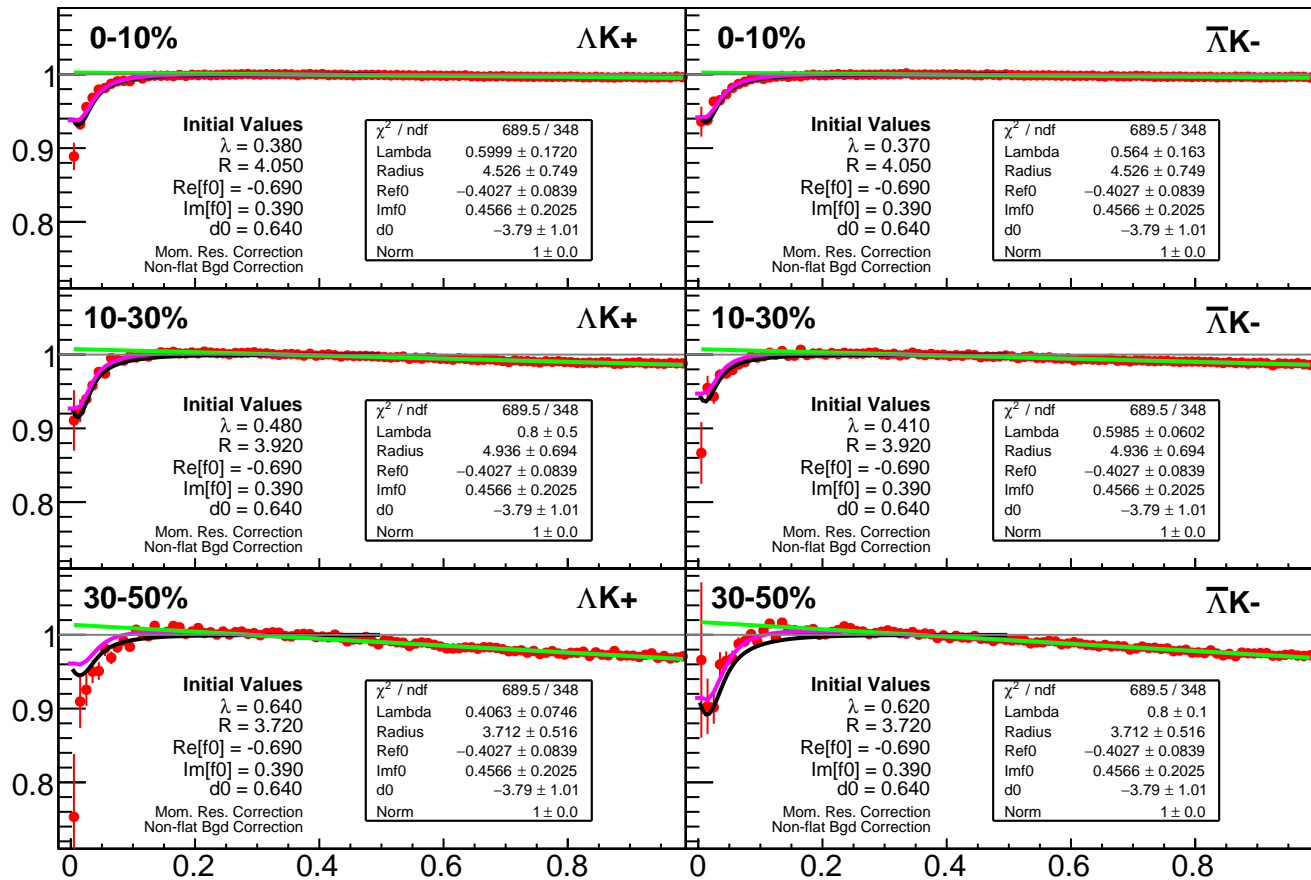 0-10%
ΛK+
1
0.9
0.8
Initial Values
λ = 0.380
R = 4.050
Re[f0] = -0.690
Im[f0] = 0.390
d0 = 0.640
Mom. Res. Correction
Non-flat Bgd Correction
χ² / ndf 689.5 / 348
Lambda 0.5999 ± 0.1720
Radius 4.526 ± 0.749
Ref0 −0.4027 ± 0.0839
Imf0 0.4566 ± 0.2025
d0 −3.79 ± 1.01
Norm 1 ± 0.0
0-10%
Λ̅K-
Initial Values
λ = 0.370
R = 4.050
Re[f0] = -0.690
Im[f0] = 0.390
d0 = 0.640
Mom. Res. Correction
Non-flat Bgd Correction
χ² / ndf 689.5 / 348
Lambda 0.564 ± 0.163
Radius 4.526 ± 0.749
Ref0 −0.4027 ± 0.0839
Imf0 0.4566 ± 0.2025
d0 −3.79 ± 1.01
Norm 1 ± 0.0
10-30%
ΛK+
1
0.9
0.8
Initial Values
λ = 0.480
R = 3.920
Re[f0] = -0.690
Im[f0] = 0.390
d0 = 0.640
Mom. Res. Correction
Non-flat Bgd Correction
χ² / ndf 689.5 / 348
Lambda 0.8 ± 0.5
Radius 4.936 ± 0.694
Ref0 −0.4027 ± 0.0839
Imf0 0.4566 ± 0.2025
d0 −3.79 ± 1.01
Norm 1 ± 0.0
10-30%
Λ̅K-
Initial Values
λ = 0.410
R = 3.920
Re[f0] = -0.690
Im[f0] = 0.390
d0 = 0.640
Mom. Res. Correction
Non-flat Bgd Correction
χ² / ndf 689.5 / 348
Lambda 0.5985 ± 0.0602
Radius 4.936 ± 0.694
Ref0 −0.4027 ± 0.0839
Imf0 0.4566 ± 0.2025
d0 −3.79 ± 1.01
Norm 1 ± 0.0
30-50%
ΛK+
1
0.9
0.8
Initial Values
λ = 0.640
R = 3.720
Re[f0] = -0.690
Im[f0] = 0.390
d0 = 0.640
Mom. Res. Correction
Non-flat Bgd Correction
χ² / ndf 689.5 / 348
Lambda 0.4063 ± 0.0746
Radius 3.712 ± 0.516
Ref0 −0.4027 ± 0.0839
Imf0 0.4566 ± 0.2025
d0 −3.79 ± 1.01
Norm 1 ± 0.0
30-50%
Λ̅K-
Initial Values
λ = 0.620
R = 3.720
Re[f0] = -0.690
Im[f0] = 0.390
d0 = 0.640
Mom. Res. Correction
Non-flat Bgd Correction
χ² / ndf 689.5 / 348
Lambda 0.8 ± 0.1
Radius 3.712 ± 0.516
Ref0 −0.4027 ± 0.0839
Imf0 0.4566 ± 0.2025
d0 −3.79 ± 1.01
Norm 1 ± 0.0
0 0.2 0.4 0.6 0.8 0 0.2 0.4 0.6 0.8